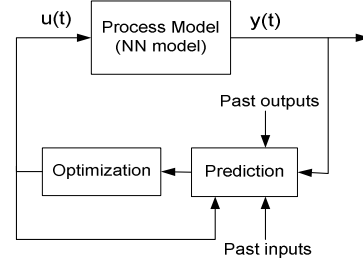 u(t)
Process Model
(NN model)
y(t)
Past outputs
Optimization
Prediction
Past inputs